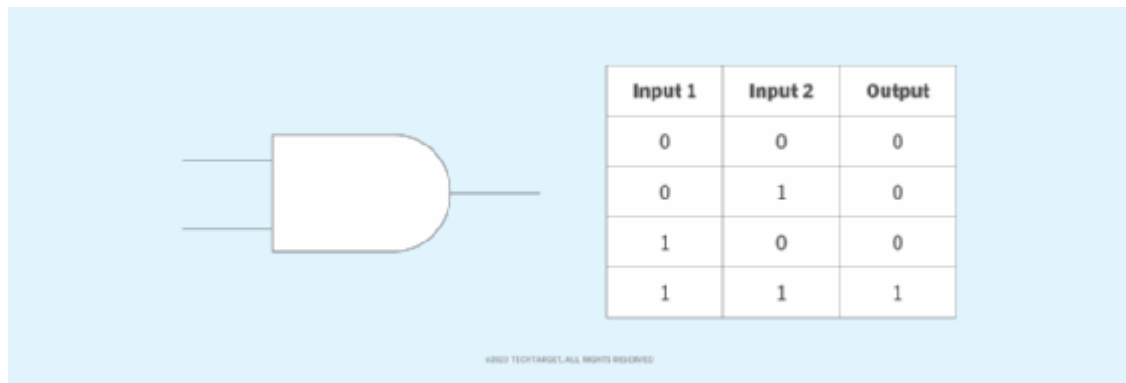 Input 1 Input 2 Output
0 0 0
0 1 0
1 0 0
1 1 1
©2023 TECHTARGET, ALL RIGHTS RESERVED